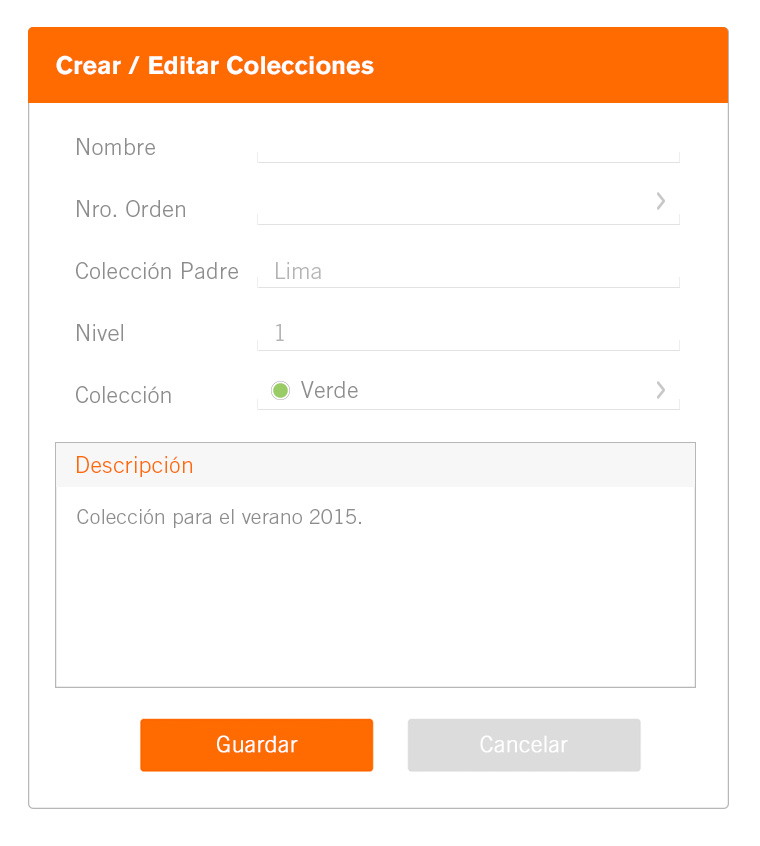 Crear / Editar Colecciones
Nombre
Nro. Orden
Colección Padre Lima
Nivel 1
Colección Verde
Descripción
Colección para el verano 2015.
Guardar Cancelar